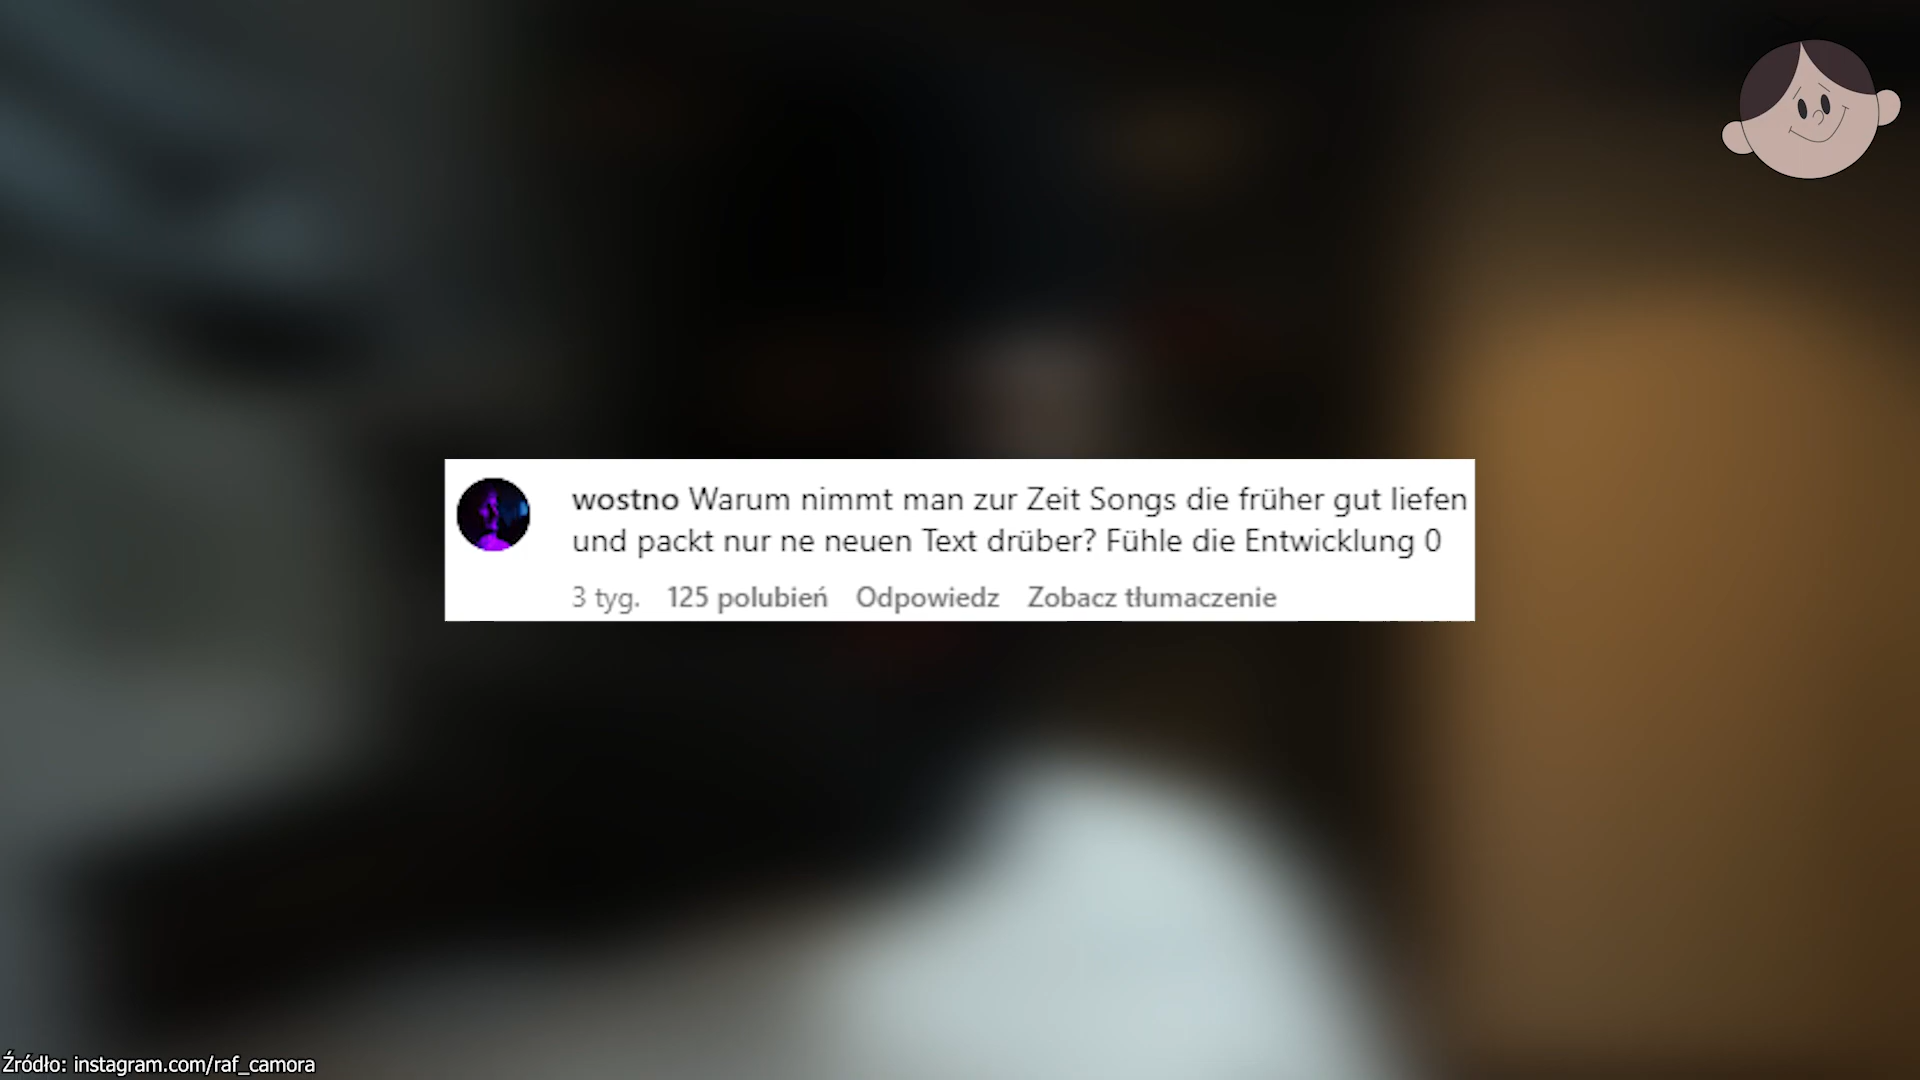 wostno Warum nimmt man zur Zeit Songs die früher gut liefen
und packt nur ne neuen Text drüber? Fühle die Entwicklung 0
3 tyg. 125 polubień Odpowiedz Zobacz tłumaczenie
Źródło: instagram.com/raf_camora